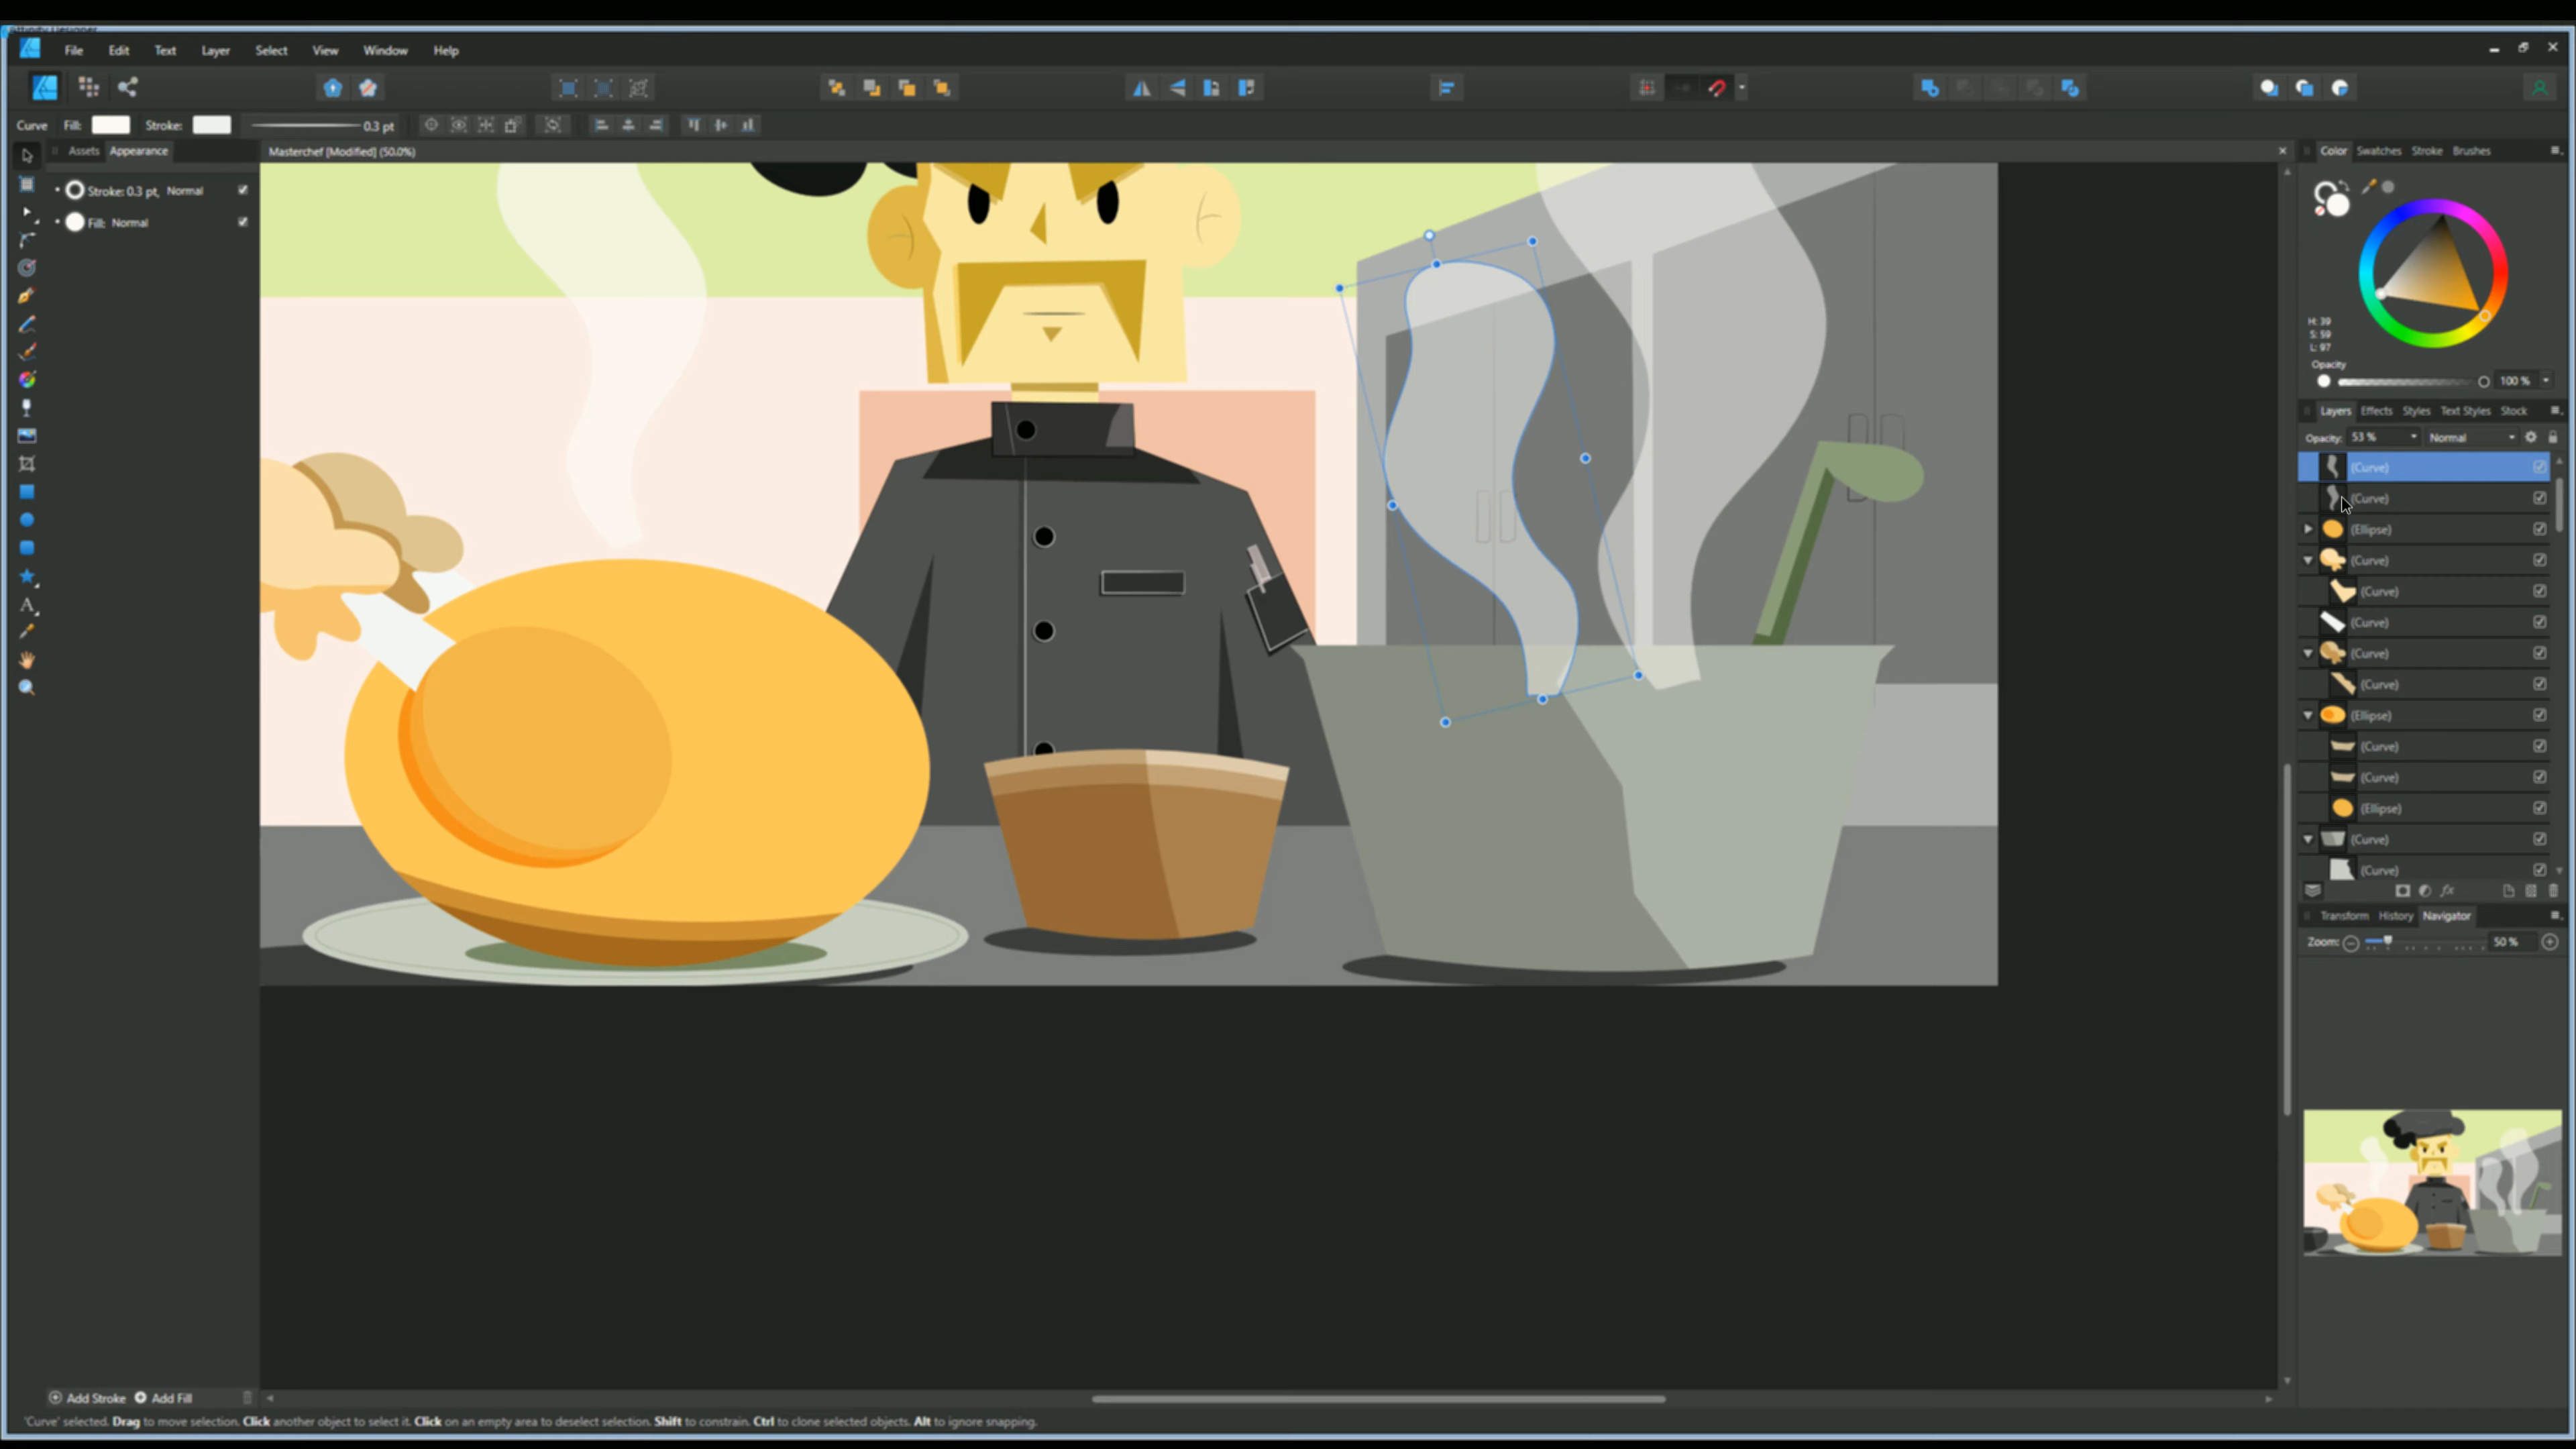 Affinity Designer
File Edit Text Layer Select View Window Help
Curve Fill: Stroke: 0.3 pt
Assets Appearance
Masterchef [Modified] (50.0%)
Color Swatches Stroke Brushes
Stroke: 0.3 pt, Normal
Fill: Normal
H: 39
S: 59
L: 97
Opacity
100 %
Layers Effects Styles Text Styles Stock
Opacity: 53 % Normal
(Curve)
(Curve)
(Ellipse)
(Curve)
(Curve)
(Curve)
(Curve)
(Curve)
(Ellipse)
(Curve)
(Curve)
(Ellipse)
(Curve)
(Curve)
Transform History Navigator
Zoom: 50 %
Add Stroke Add Fill
'Curve' selected. Drag to move selection. Click another object to select it. Click on an empty area to deselect selection. Shift to constrain. Ctrl to clone selected objects. Alt to ignore snapping.